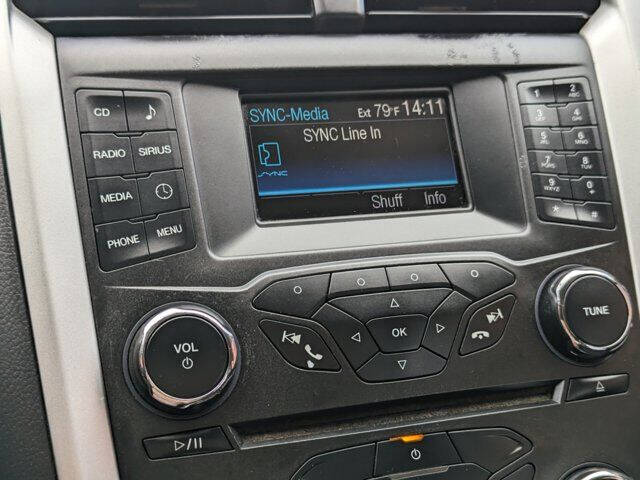 SYNC-Media Ext 79°F 14:11
SYNC Line In
SYNC
Shuff Info
CD
RADIO SIRIUS
MEDIA
PHONE MENU
1 2 ABC
3 DEF 4 GHI
5 JKL 6 MNO
7 PQRS 8 TUV
9 WXYZ 0 +
* #
VOL
OK
TUNE